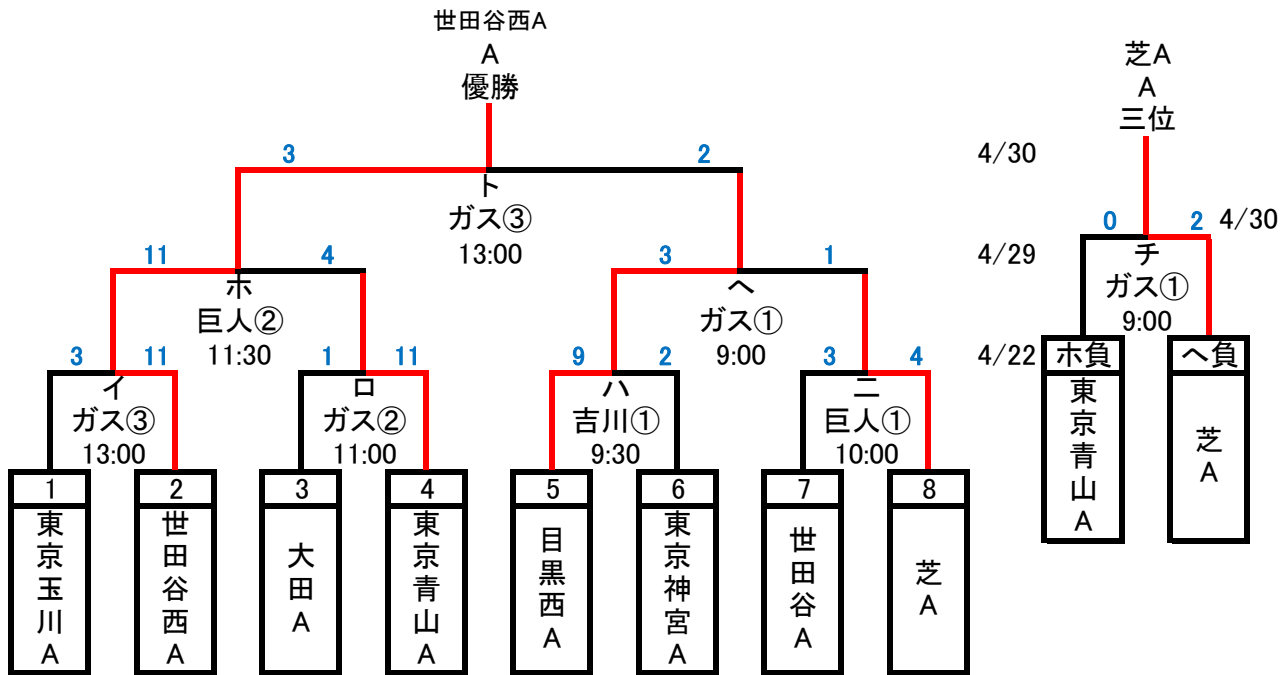 世田谷西A
A
優勝
芝A
A
三位
3
2
4/30
ト
ガス③
13:00
0
2
4/30
チ
ガス①
9:00
11
4
3
1
4/29
ホ
巨人②
11:30
ヘ
ガス①
9:00
3
11
1
11
9
2
3
4
4/22
イ
ガス③
13:00
ロ
ガス②
11:00
ハ
吉川①
9:30
ニ
巨人①
10:00
ホ負
ヘ負
東京青山A
芝A
1
2
3
4
5
6
7
8
東京玉川A
世田谷西A
大田A
東京青山A
目黒西A
東京神宮A
世田谷A
芝A